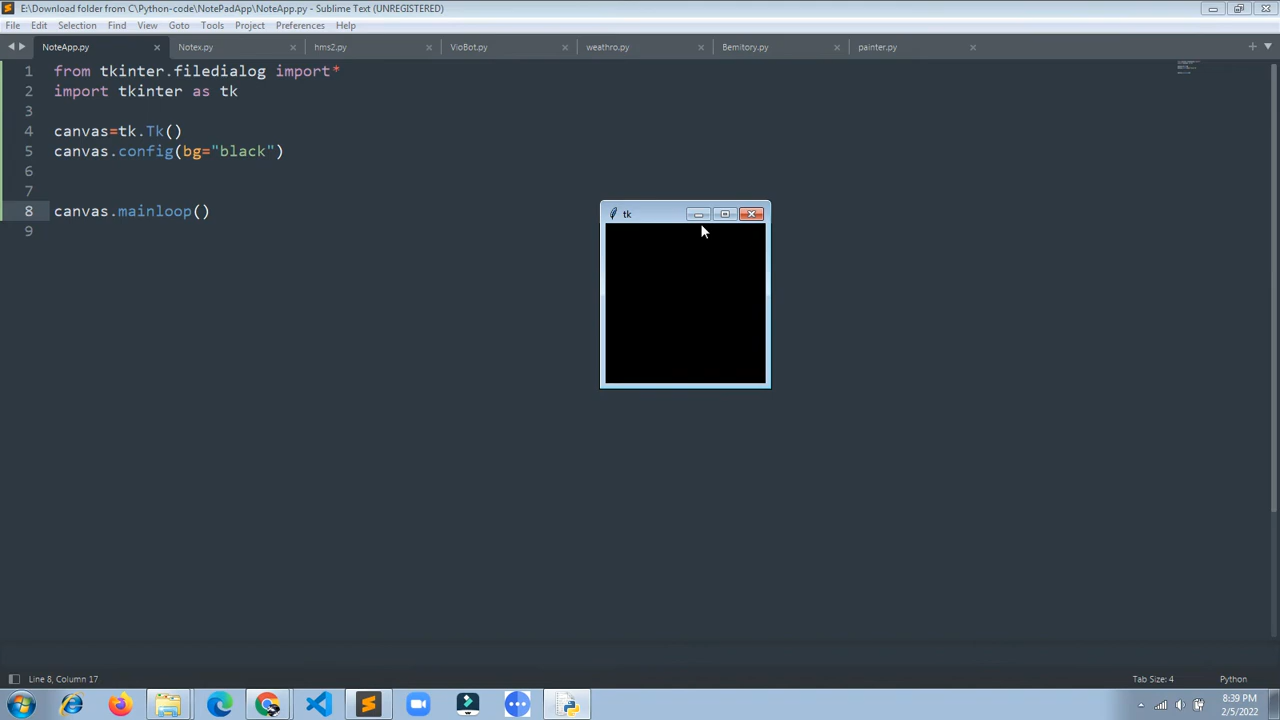 E:\Download folder from C\Python-code\NotePadApp\NoteApp.py - Sublime Text (UNREGISTERED)
File Edit Selection Find View Goto Tools Project Preferences Help
NoteApp.py Notex.py hms2.py VioBot.py weathro.py Bemitory.py painter.py
1 from tkinter.filedialog import*
2 import tkinter as tk
3
4 canvas=tk.Tk()
5 canvas.config(bg="black")
6
7
8 canvas.mainloop()
9
tk
Line 8, Column 17 Tab Size: 4 Python
8:39 PM
2/5/2022